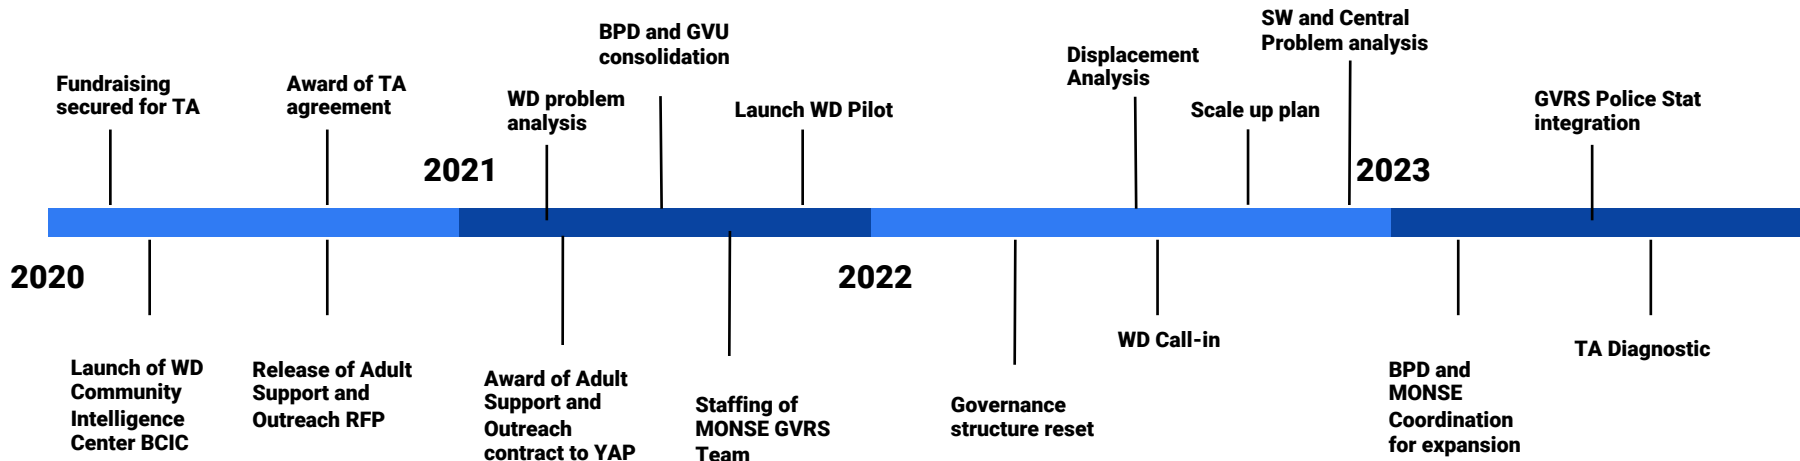 Fundraising
secured for TA
Award of TA
agreement
WD problem
analysis
BPD and GVU
consolidation
Launch WD Pilot
Displacement
Analysis
Scale up plan
SW and Central
Problem analysis
GVRS Police Stat
integration
2021
2023
2020
2022
Launch of WD
Community
Intelligence
Center BCIC
Release of Adult
Support and
Outreach RFP
Award of Adult
Support and
Outreach
contract to YAP
Staffing of
MONSE GVRS
Team
Governance
structure reset
WD Call-in
BPD and
MONSE
Coordination
for expansion
TA Diagnostic